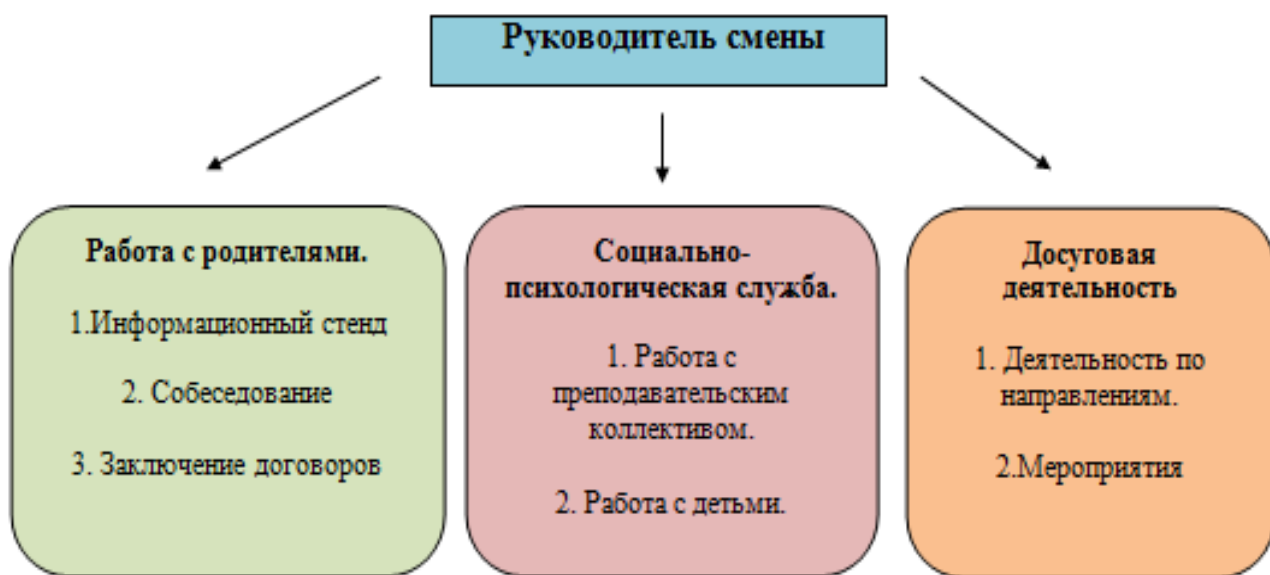 Руководитель смены
Работа с родителями.
1.Информационный стенд
2. Собеседование
3. Заключение договоров
Социально-
психологическая служба.
1. Работа с
преподавательским
коллективом.
2. Работа с детьми.
Досуговая
деятельность
1. Деятельность по
направлениям.
2.Мероприятия